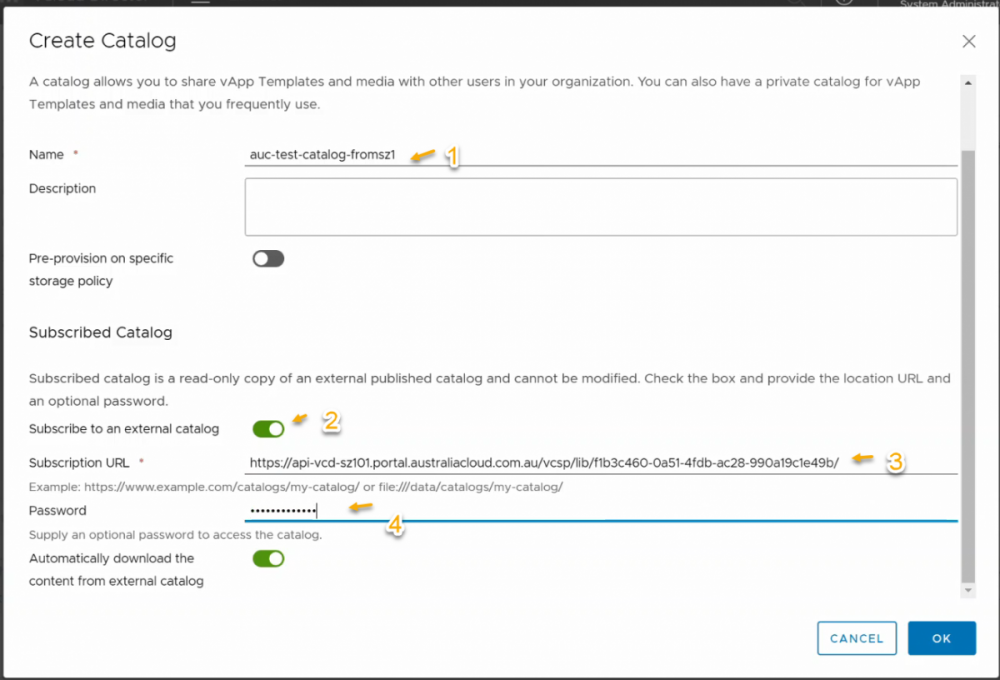 System Administrat
Create Catalog
A catalog allows you to share vApp Templates and media with other users in your organization. You can also have a private catalog for vApp
Templates and media that you frequently use.
Name * auc-test-catalog-fromsz1 1
Description
Pre-provision on specific
storage policy
Subscribed Catalog
Subscribed catalog is a read-only copy of an external published catalog and cannot be modified. Check the box and provide the location URL and
an optional password.
Subscribe to an external catalog 2
Subscription URL * https://api-vcd-sz101.portal.australiacloud.com.au/vcsp/lib/f1b3c460-0a51-4fdb-ac28-990a19c1e49b/ 3
Example: https://www.example.com/catalogs/my-catalog/ or file:///data/catalogs/my-catalog/
Password ••••••••••••• 4
Supply an optional password to access the catalog.
Automatically download the
content from external catalog
CANCEL OK